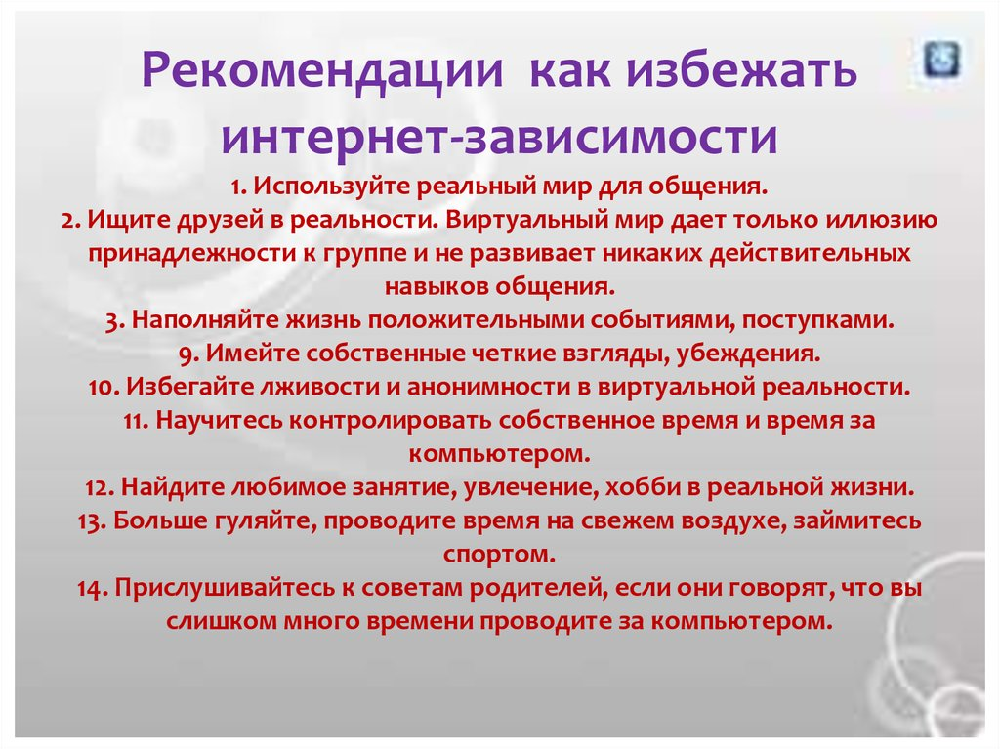 Рекомендации как избежать
интернет-зависимости
1. Используйте реальный мир для общения.
2. Ищите друзей в реальности. Виртуальный мир дает только иллюзию
принадлежности к группе и не развивает никаких действительных
навыков общения.
3. Наполняйте жизнь положительными событиями, поступками.
9. Имейте собственные четкие взгляды, убеждения.
10. Избегайте лживости и анонимности в виртуальной реальности.
11. Научитесь контролировать собственное время и время за
компьютером.
12. Найдите любимое занятие, увлечение, хобби в реальной жизни.
13. Больше гуляйте, проводите время на свежем воздухе, займитесь
спортом.
14. Прислушивайтесь к советам родителей, если они говорят, что вы
слишком много времени проводите за компьютером.